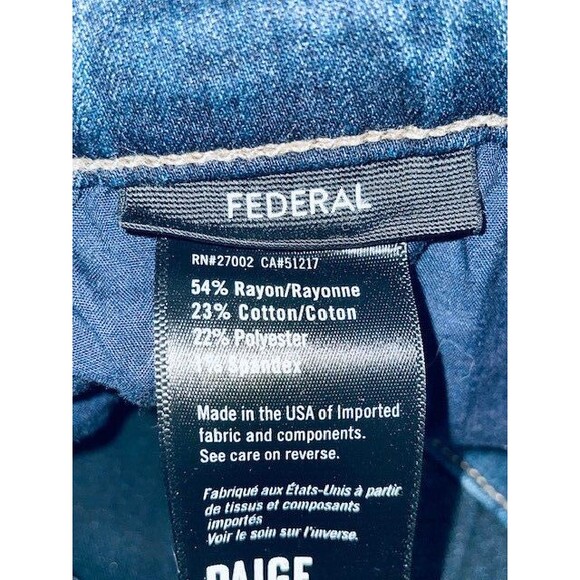 FEDERAL
RN#27002 CA#51217
54% Rayon/Rayonne
23% Cotton/Coton
22% Polyester
1% Spandex
Made in the USA of Imported
fabric and components.
See care on reverse.
Fabriqué aux États-Unis à partir
de tissus et composants
importés
Voir le soin sur l'inverse.
PAIGE